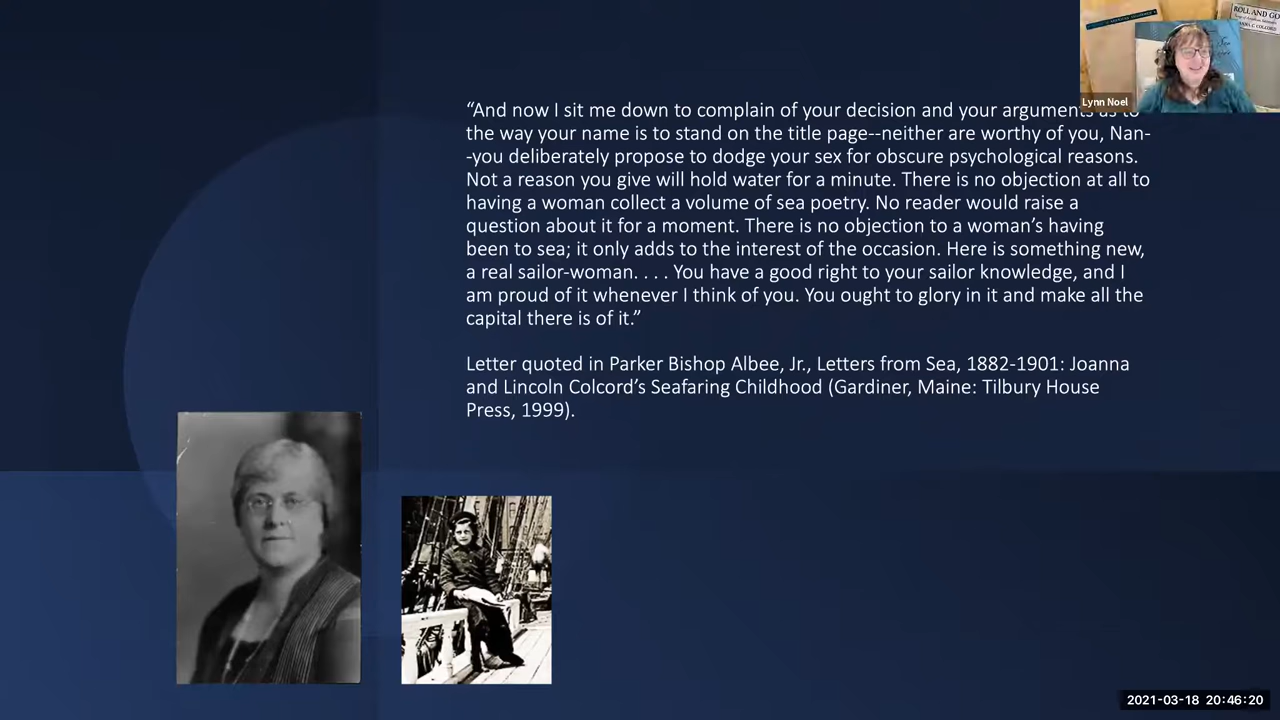 ROLL AND GO
Lynn Noel
“And now I sit me down to complain of your decision and your arguments as to
the way your name is to stand on the title page--neither are worthy of you, Nan-
-you deliberately propose to dodge your sex for obscure psychological reasons.
Not a reason you give will hold water for a minute. There is no objection at all to
having a woman collect a volume of sea poetry. No reader would raise a
question about it for a moment. There is no objection to a woman’s having
been to sea; it only adds to the interest of the occasion. Here is something new,
a real sailor-woman. . . . You have a good right to your sailor knowledge, and I
am proud of it whenever I think of you. You ought to glory in it and make all the
capital there is of it.”
Letter quoted in Parker Bishop Albee, Jr., Letters from Sea, 1882-1901: Joanna
and Lincoln Colcord’s Seafaring Childhood (Gardiner, Maine: Tilbury House
Press, 1999).
2021-03-18 20:46:20